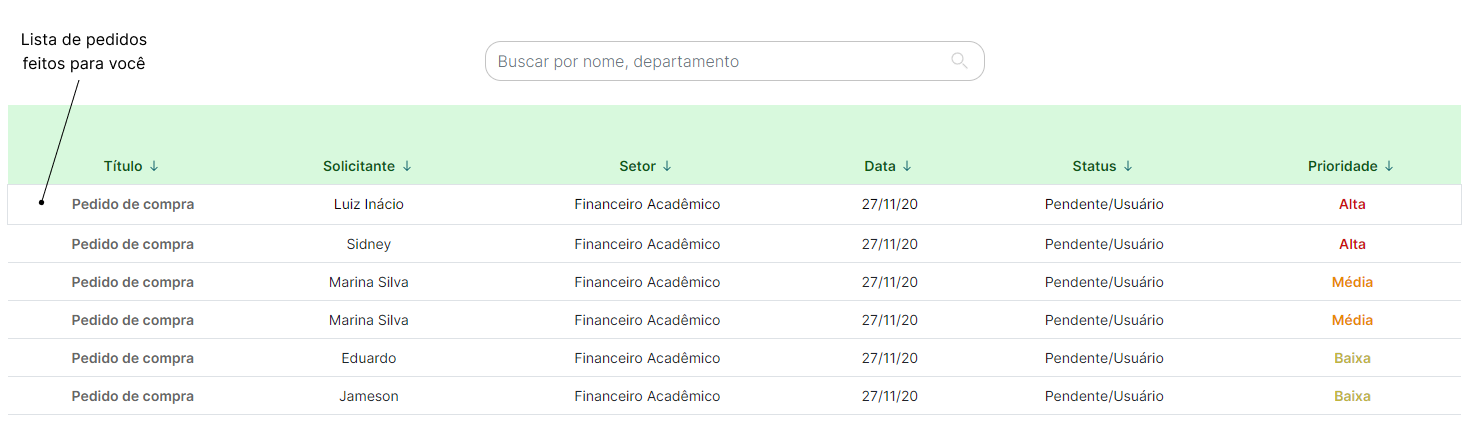 Lista de pedidos
feitos para você
Buscar por nome, departamento
Título ↓ Solicitante ↓ Setor ↓ Data ↓ Status ↓ Prioridade ↓
Pedido de compra Luiz Inácio Financeiro Acadêmico 27/11/20 Pendente/Usuário Alta
Pedido de compra Sidney Financeiro Acadêmico 27/11/20 Pendente/Usuário Alta
Pedido de compra Marina Silva Financeiro Acadêmico 27/11/20 Pendente/Usuário Média
Pedido de compra Marina Silva Financeiro Acadêmico 27/11/20 Pendente/Usuário Média
Pedido de compra Eduardo Financeiro Acadêmico 27/11/20 Pendente/Usuário Baixa
Pedido de compra Jameson Financeiro Acadêmico 27/11/20 Pendente/Usuário Baixa